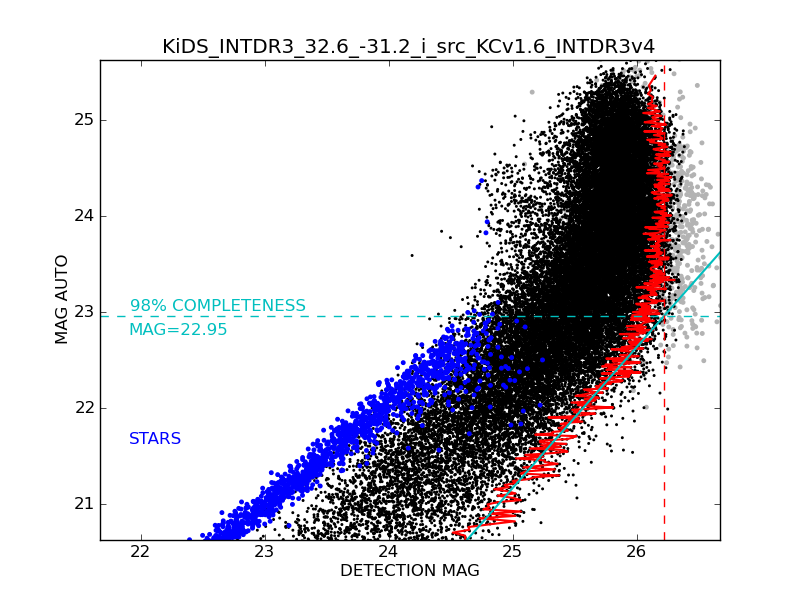 KiDS_INTDR3_32.6_-31.2_i_src_KCv1.6_INTDR3v4
25
24
23
22
21
MAG AUTO
98% COMPLETENESS
MAG=22.95
STARS
22 23 24 25 26
DETECTION MAG